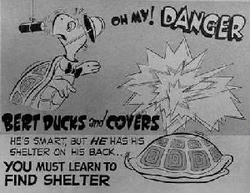 OH MY! DANGER
BERT DUCKS and COVERS
HE'S SMART, BUT HE HAS HIS
SHELTER ON HIS BACK...
YOU MUST LEARN TO
FIND SHELTER